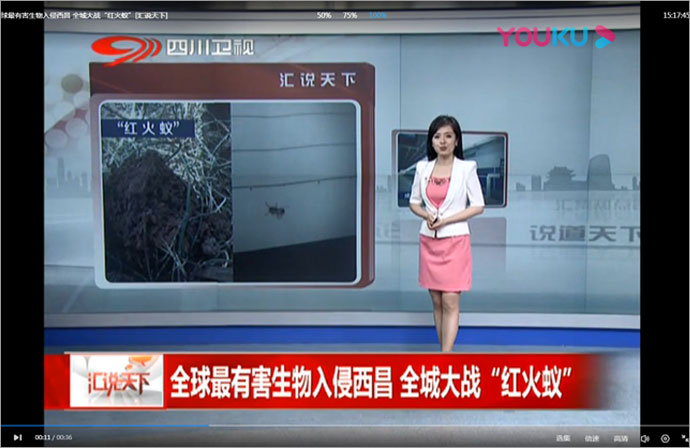 球最有害生物入侵西昌 全城大战“红火蚁” [汇说天下]
50% 75% 100%
15:17:45
四川卫视
YOUKU
汇说天下
“红火蚁”
说道天下
汇说天下
全球最有害生物入侵西昌 全城大战“红火蚁”
00:11 / 00:36
选集 倍速 高清